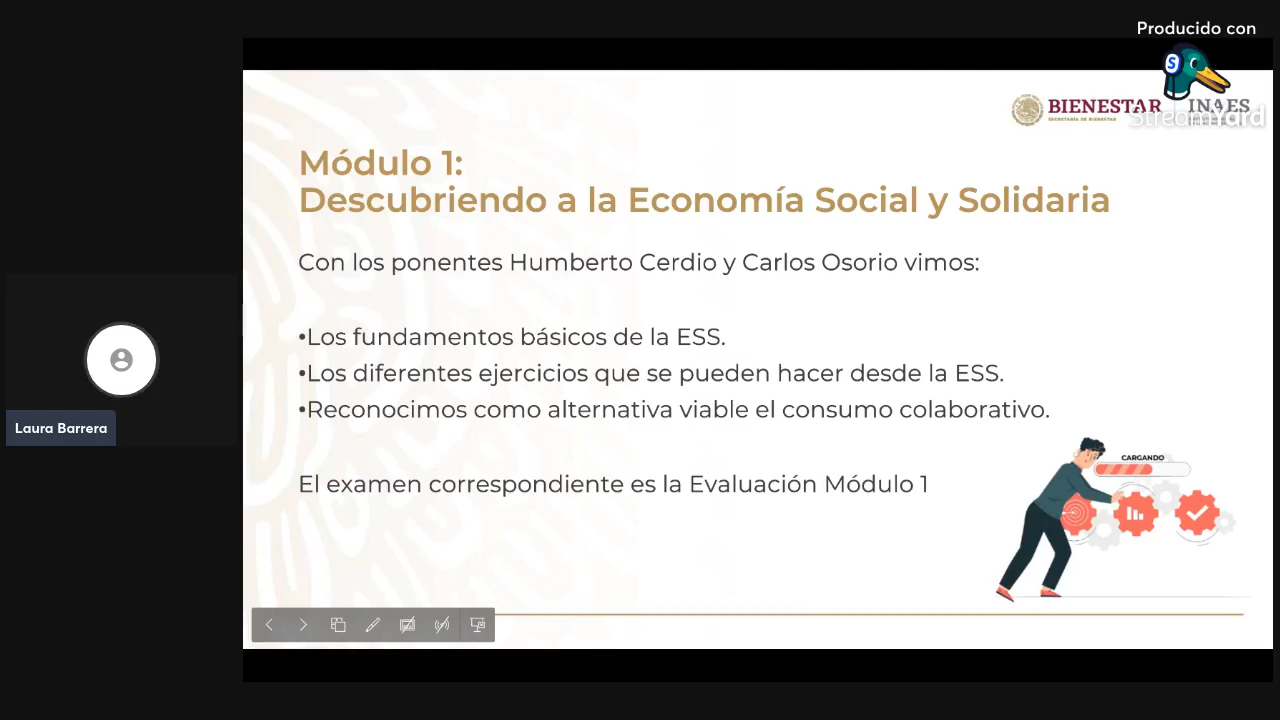 Producido con
BIENESTAR
SECRETARÍA DE BIENESTAR
INAES
StreamYard
Módulo 1:
Descubriendo a la Economía Social y Solidaria
Con los ponentes Humberto Cerdio y Carlos Osorio vimos:
•Los fundamentos básicos de la ESS.
•Los diferentes ejercicios que se pueden hacer desde la ESS.
•Reconocimos como alternativa viable el consumo colaborativo.
Laura Barrera
CARGANDO
El examen correspondiente es la Evaluación Módulo 1